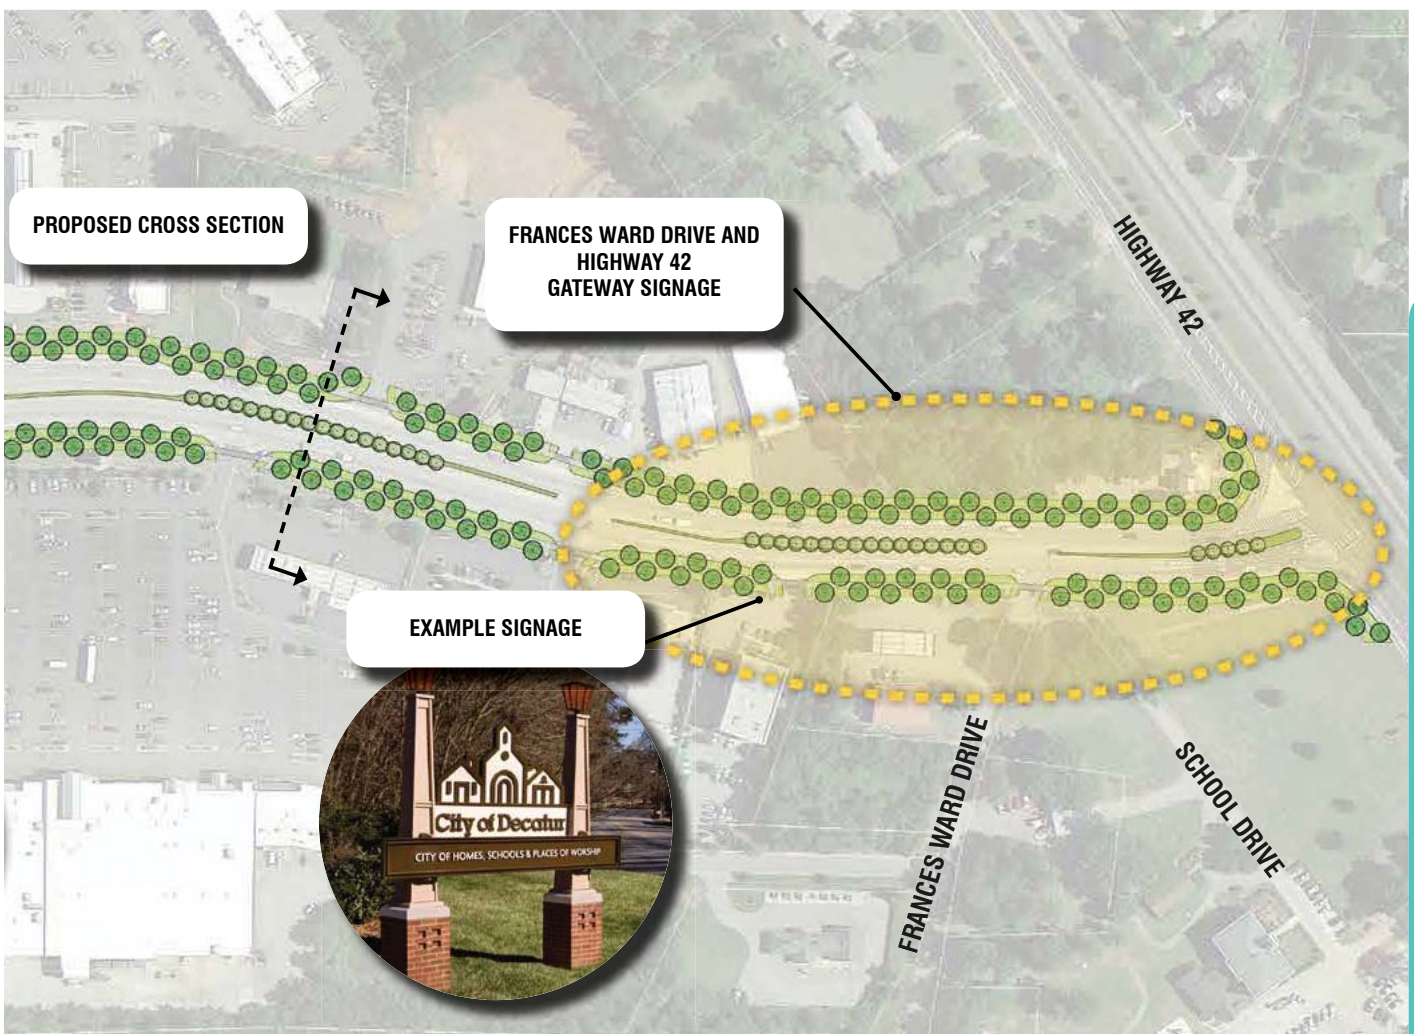 PROPOSED CROSS SECTION
FRANCES WARD DRIVE AND
HIGHWAY 42
GATEWAY SIGNAGE
HIGHWAY 42
EXAMPLE SIGNAGE
City of Decatur
CITY OF HOMES, SCHOOLS & PLACES OF WORSHIP
FRANCES WARD DRIVE
SCHOOL DRIVE